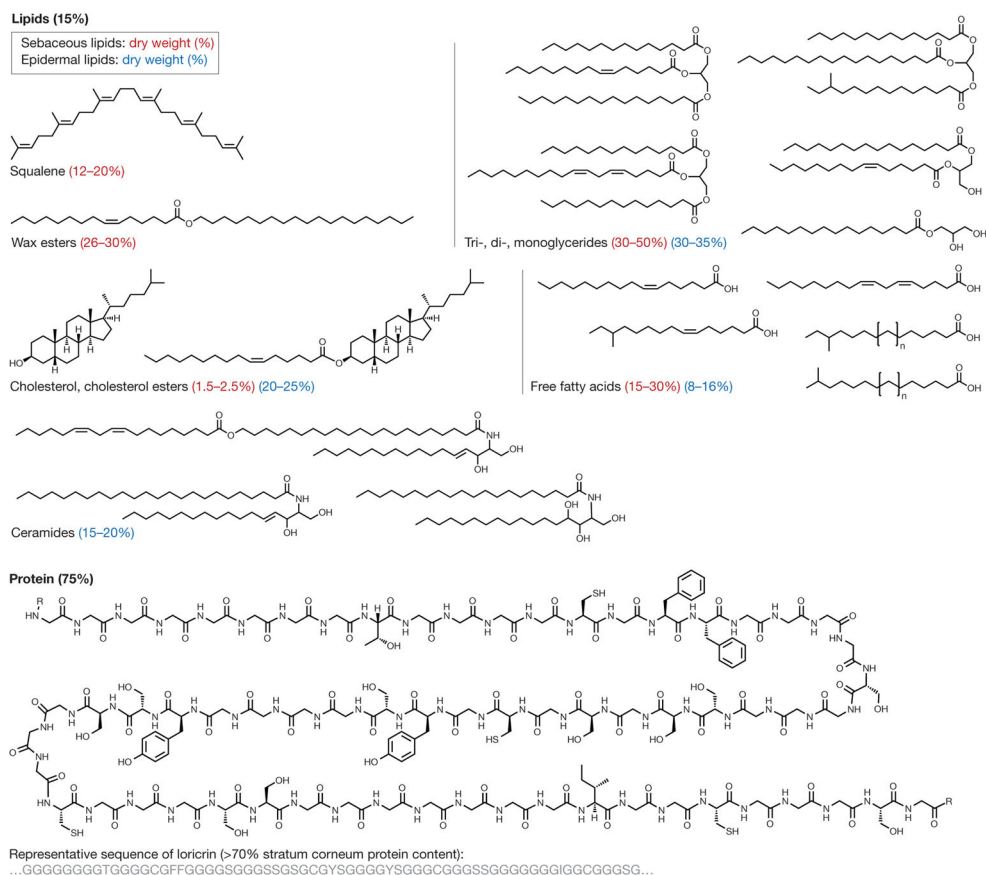 Lipids (15%)
Sebaceous lipids: dry weight (%)
Epidermal lipids: dry weight (%)
Squalene (12–20%)
Wax esters (26–30%)
Tri-, di-, monoglycerides (30–50%) (30–35%)
Cholesterol, cholesterol esters (1.5–2.5%) (20–25%)
Free fatty acids (15–30%) (8–16%)
Ceramides (15–20%)
Protein (75%)
Representative sequence of loricrin (>70% stratum corneum protein content):
…GGGGGGGGTGGGGCGFFGGGGSGGGSSGSGCGYSGGGGYSGGGCGGGSSGGGGGGGIGGCGGGSG…